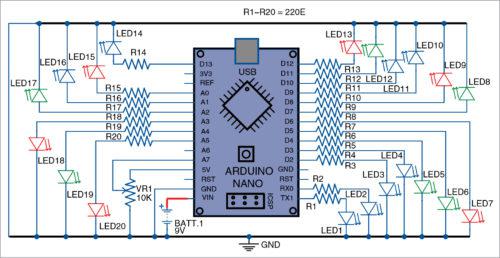 R1–R20 = 220E
LED14
LED13
LED16
LED15
R14
LED10
LED12
LED11
LED9
LED17
LED8
USB
D13
3V3
REF
A0
A1
A2
A3
A4
A5
A6
A7
5V
RST
GND
VIN
D12
D11
D10
D9
D8
D7
D6
D5
D4
D3
D2
GND
RST
RX0
TX1
R15
R16
R17
R18
R19
R20
R13
R12
R11
R10
R9
R8
R7
R6
R5
R4
R3
R2
R1
ARDUINO
NANO
ICSP
LED18
LED19
LED20
VR1
10K
BATT.1
9V
LED4
LED3
LED2
LED1
LED5
LED6
LED7
GND